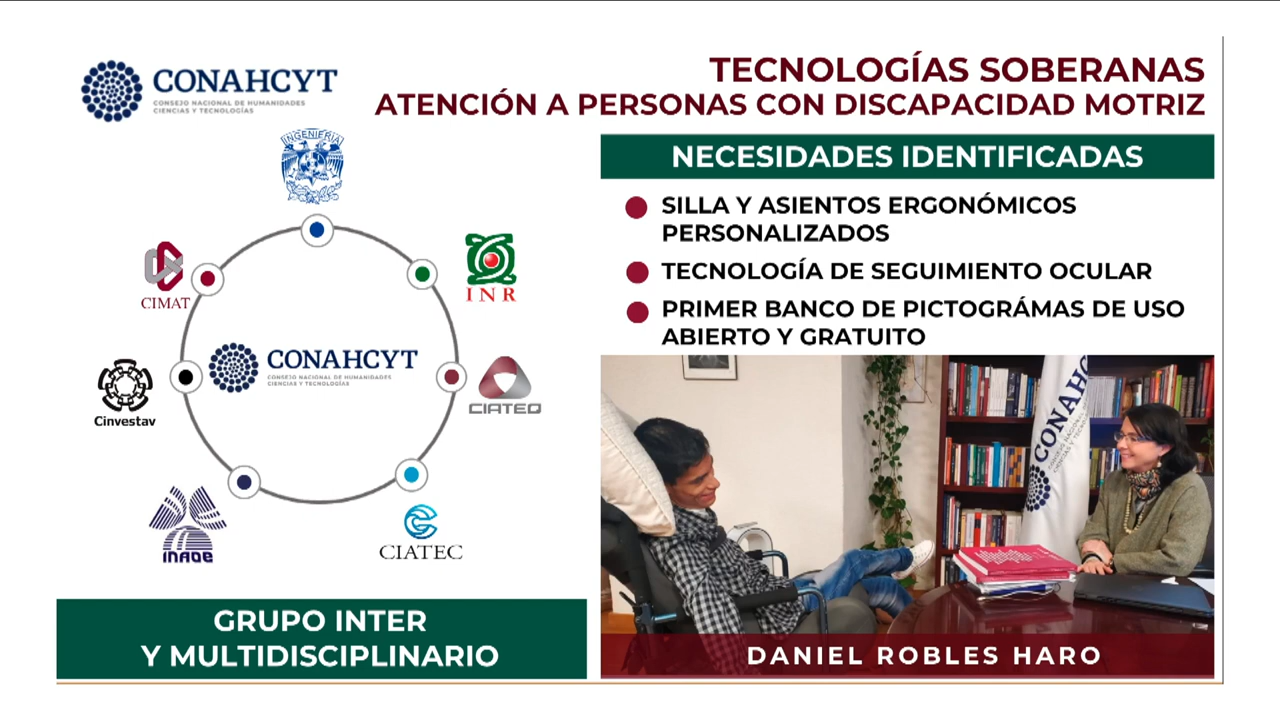 CONAHCYT
CONSEJO NACIONAL DE HUMANIDADES
CIENCIAS Y TECNOLOGÍAS
TECNOLOGÍAS SOBERANAS
ATENCIÓN A PERSONAS CON DISCAPACIDAD MOTRIZ
INGENIERIA
CIMAT
INR
CONAHCYT
CONSEJO NACIONAL DE HUMANIDADES
CIENCIAS Y TECNOLOGÍAS
Cinvestav
CIATEQ
INAOE
CIATEC
GRUPO INTER
Y MULTIDISCIPLINARIO
NECESIDADES IDENTIFICADAS
SILLA Y ASIENTOS ERGONÓMICOS
PERSONALIZADOS
TECNOLOGÍA DE SEGUIMIENTO OCULAR
PRIMER BANCO DE PICTOGRÁMAS DE USO
ABIERTO Y GRATUITO
CONAHC
DANIEL ROBLES HARO